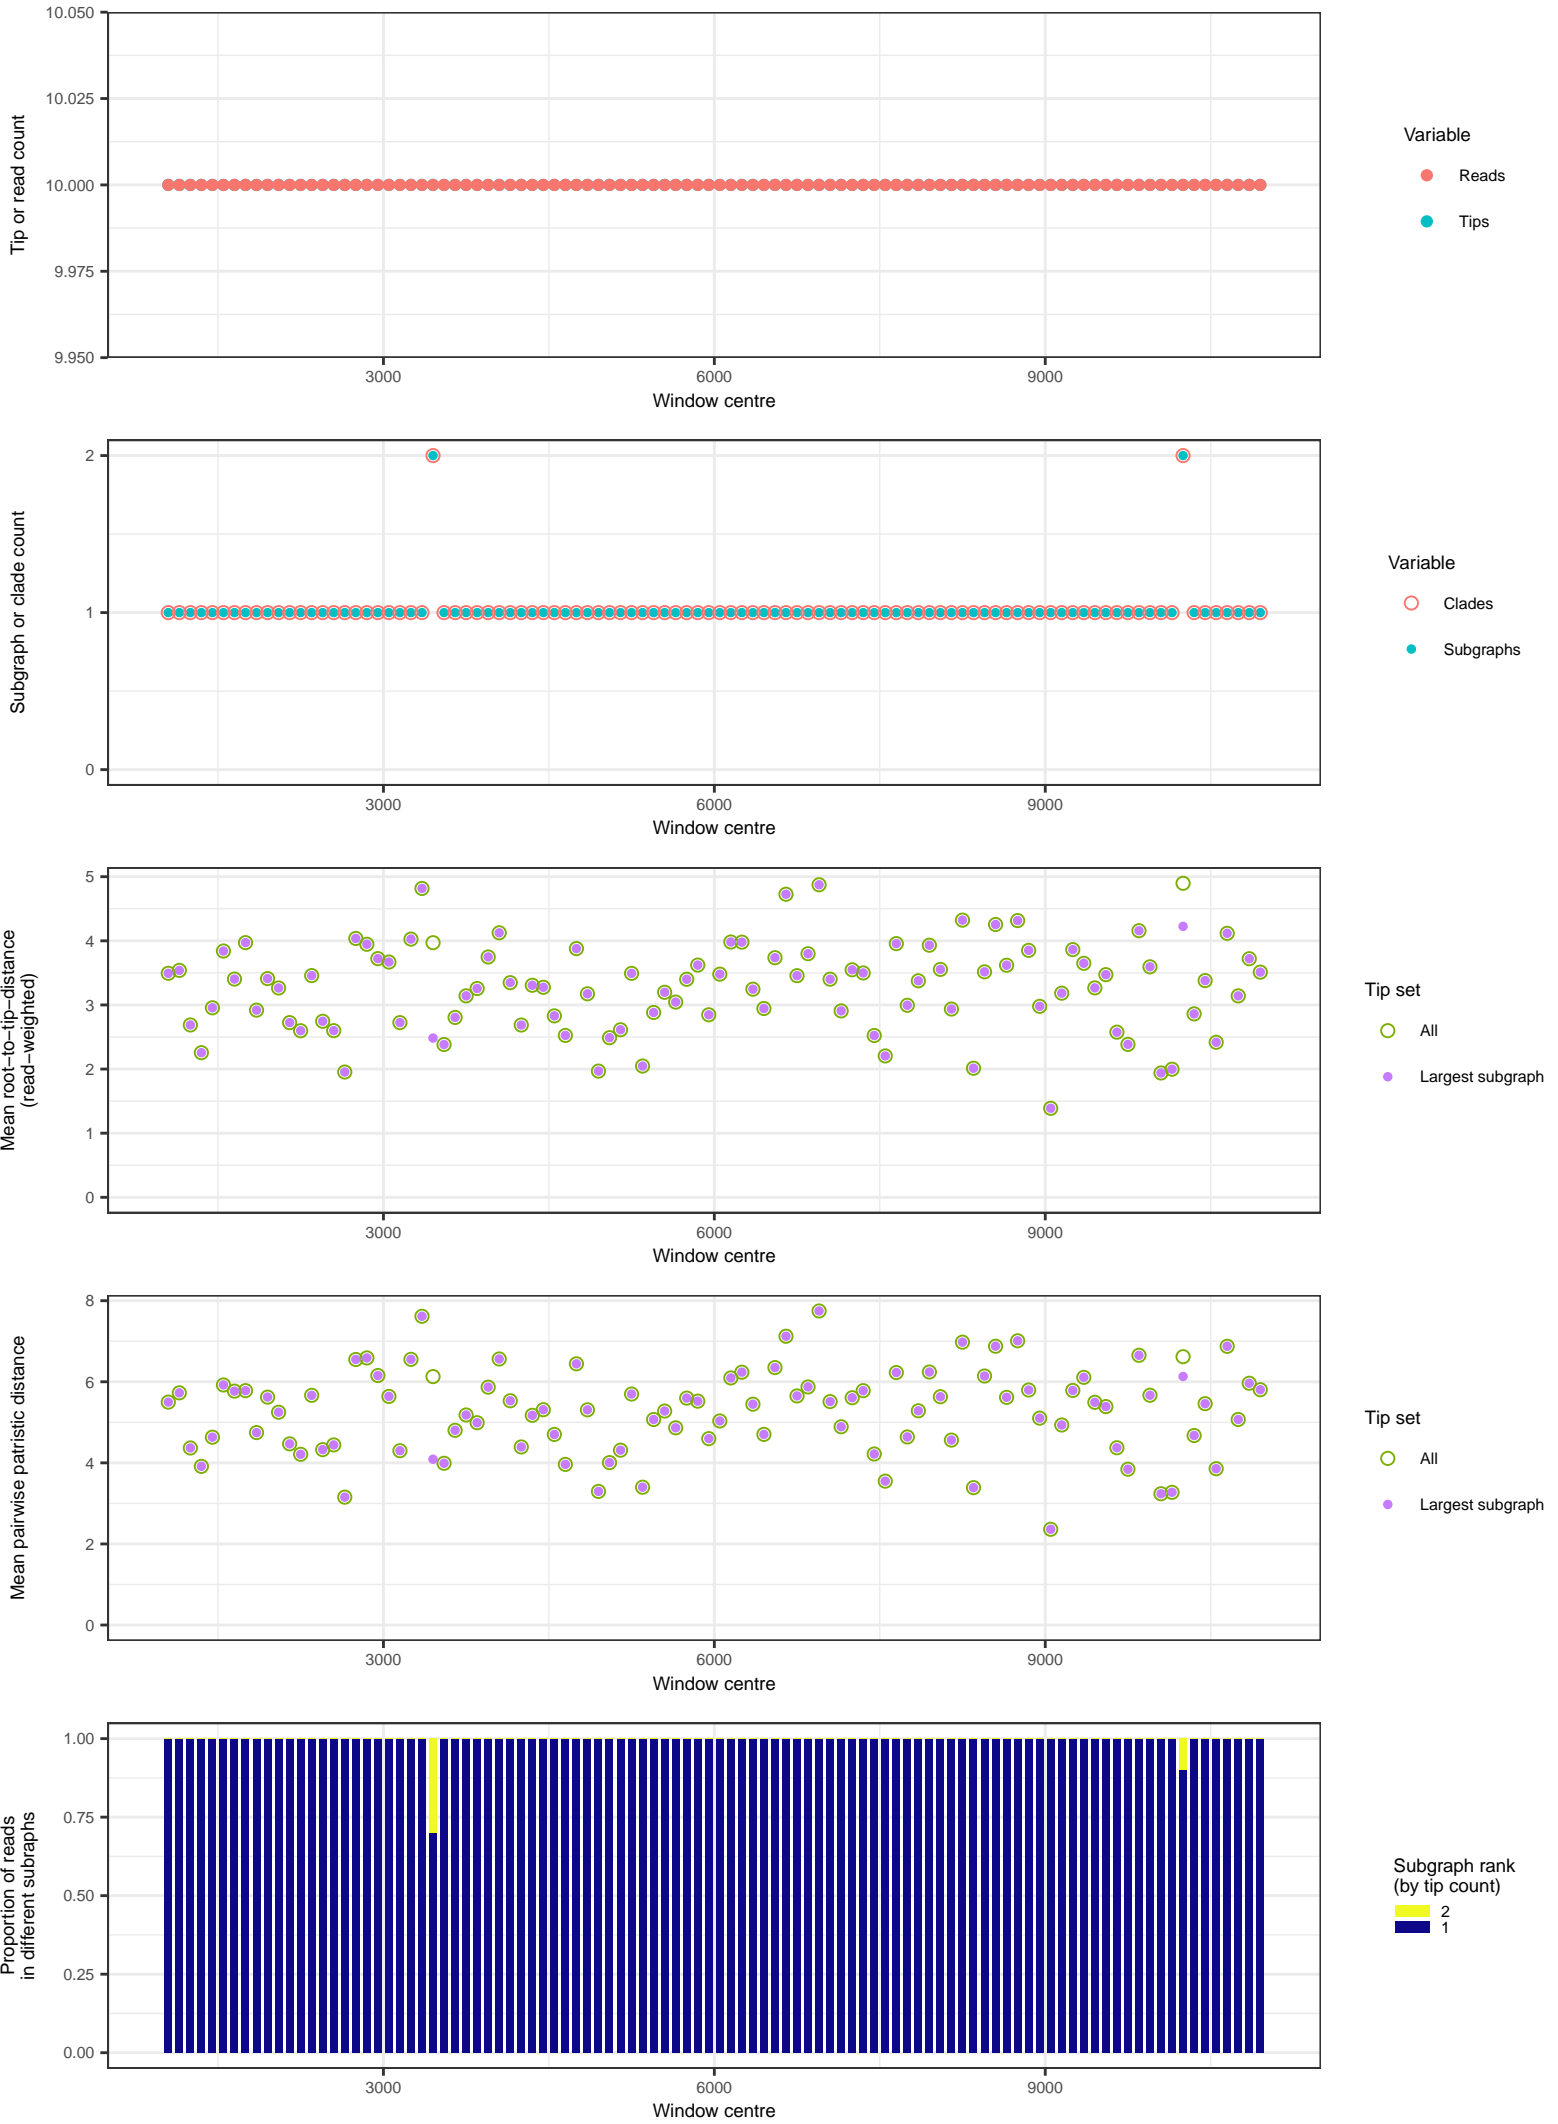 10.050
10.025
10.000
9.975
9.950
Tip or read count
3000 6000 9000
Window centre
Variable
Reads
Tips
2
1
0
Subgraph or clade count
3000 6000 9000
Window centre
Variable
Clades
Subgraphs
5
4
3
2
1
0
Mean root−to−tip−distance
(read−weighted)
3000 6000 9000
Window centre
Tip set
All
Largest subgraph
8
6
4
2
0
Mean pairwise patristic distance
3000 6000 9000
Window centre
Tip set
All
Largest subgraph
1.00
0.75
0.50
0.25
0.00
Proportion of reads
in different subraphs
3000 6000 9000
Window centre
Subgraph rank
(by tip count)
2
1